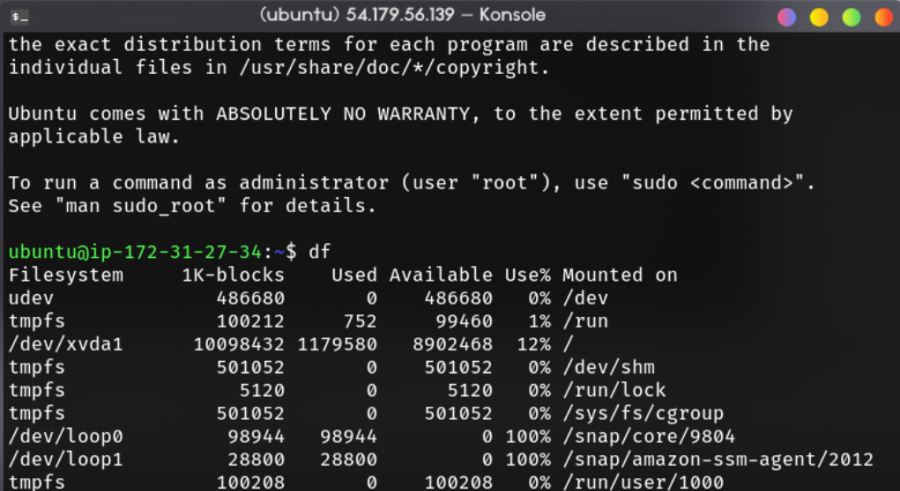 (ubuntu) 54.179.56.139 — Konsole
the exact distribution terms for each program are described in the
individual files in /usr/share/doc/*/copyright.
Ubuntu comes with ABSOLUTELY NO WARRANTY, to the extent permitted by
applicable law.
To run a command as administrator (user "root"), use "sudo <command>".
See "man sudo_root" for details.
ubuntu@ip-172-31-27-34:~$ df
Filesystem     1K-blocks    Used Available Use% Mounted on
udev              486680       0    486680   0% /dev
tmpfs             100212     752     99460   1% /run
/dev/xvda1      10098432 1179580   8902468  12% /
tmpfs             501052       0    501052   0% /dev/shm
tmpfs               5120       0      5120   0% /run/lock
tmpfs             501052       0    501052   0% /sys/fs/cgroup
/dev/loop0         98944   98944         0 100% /snap/core/9804
/dev/loop1         28800   28800         0 100% /snap/amazon-ssm-agent/2012
tmpfs             100208       0    100208   0% /run/user/1000